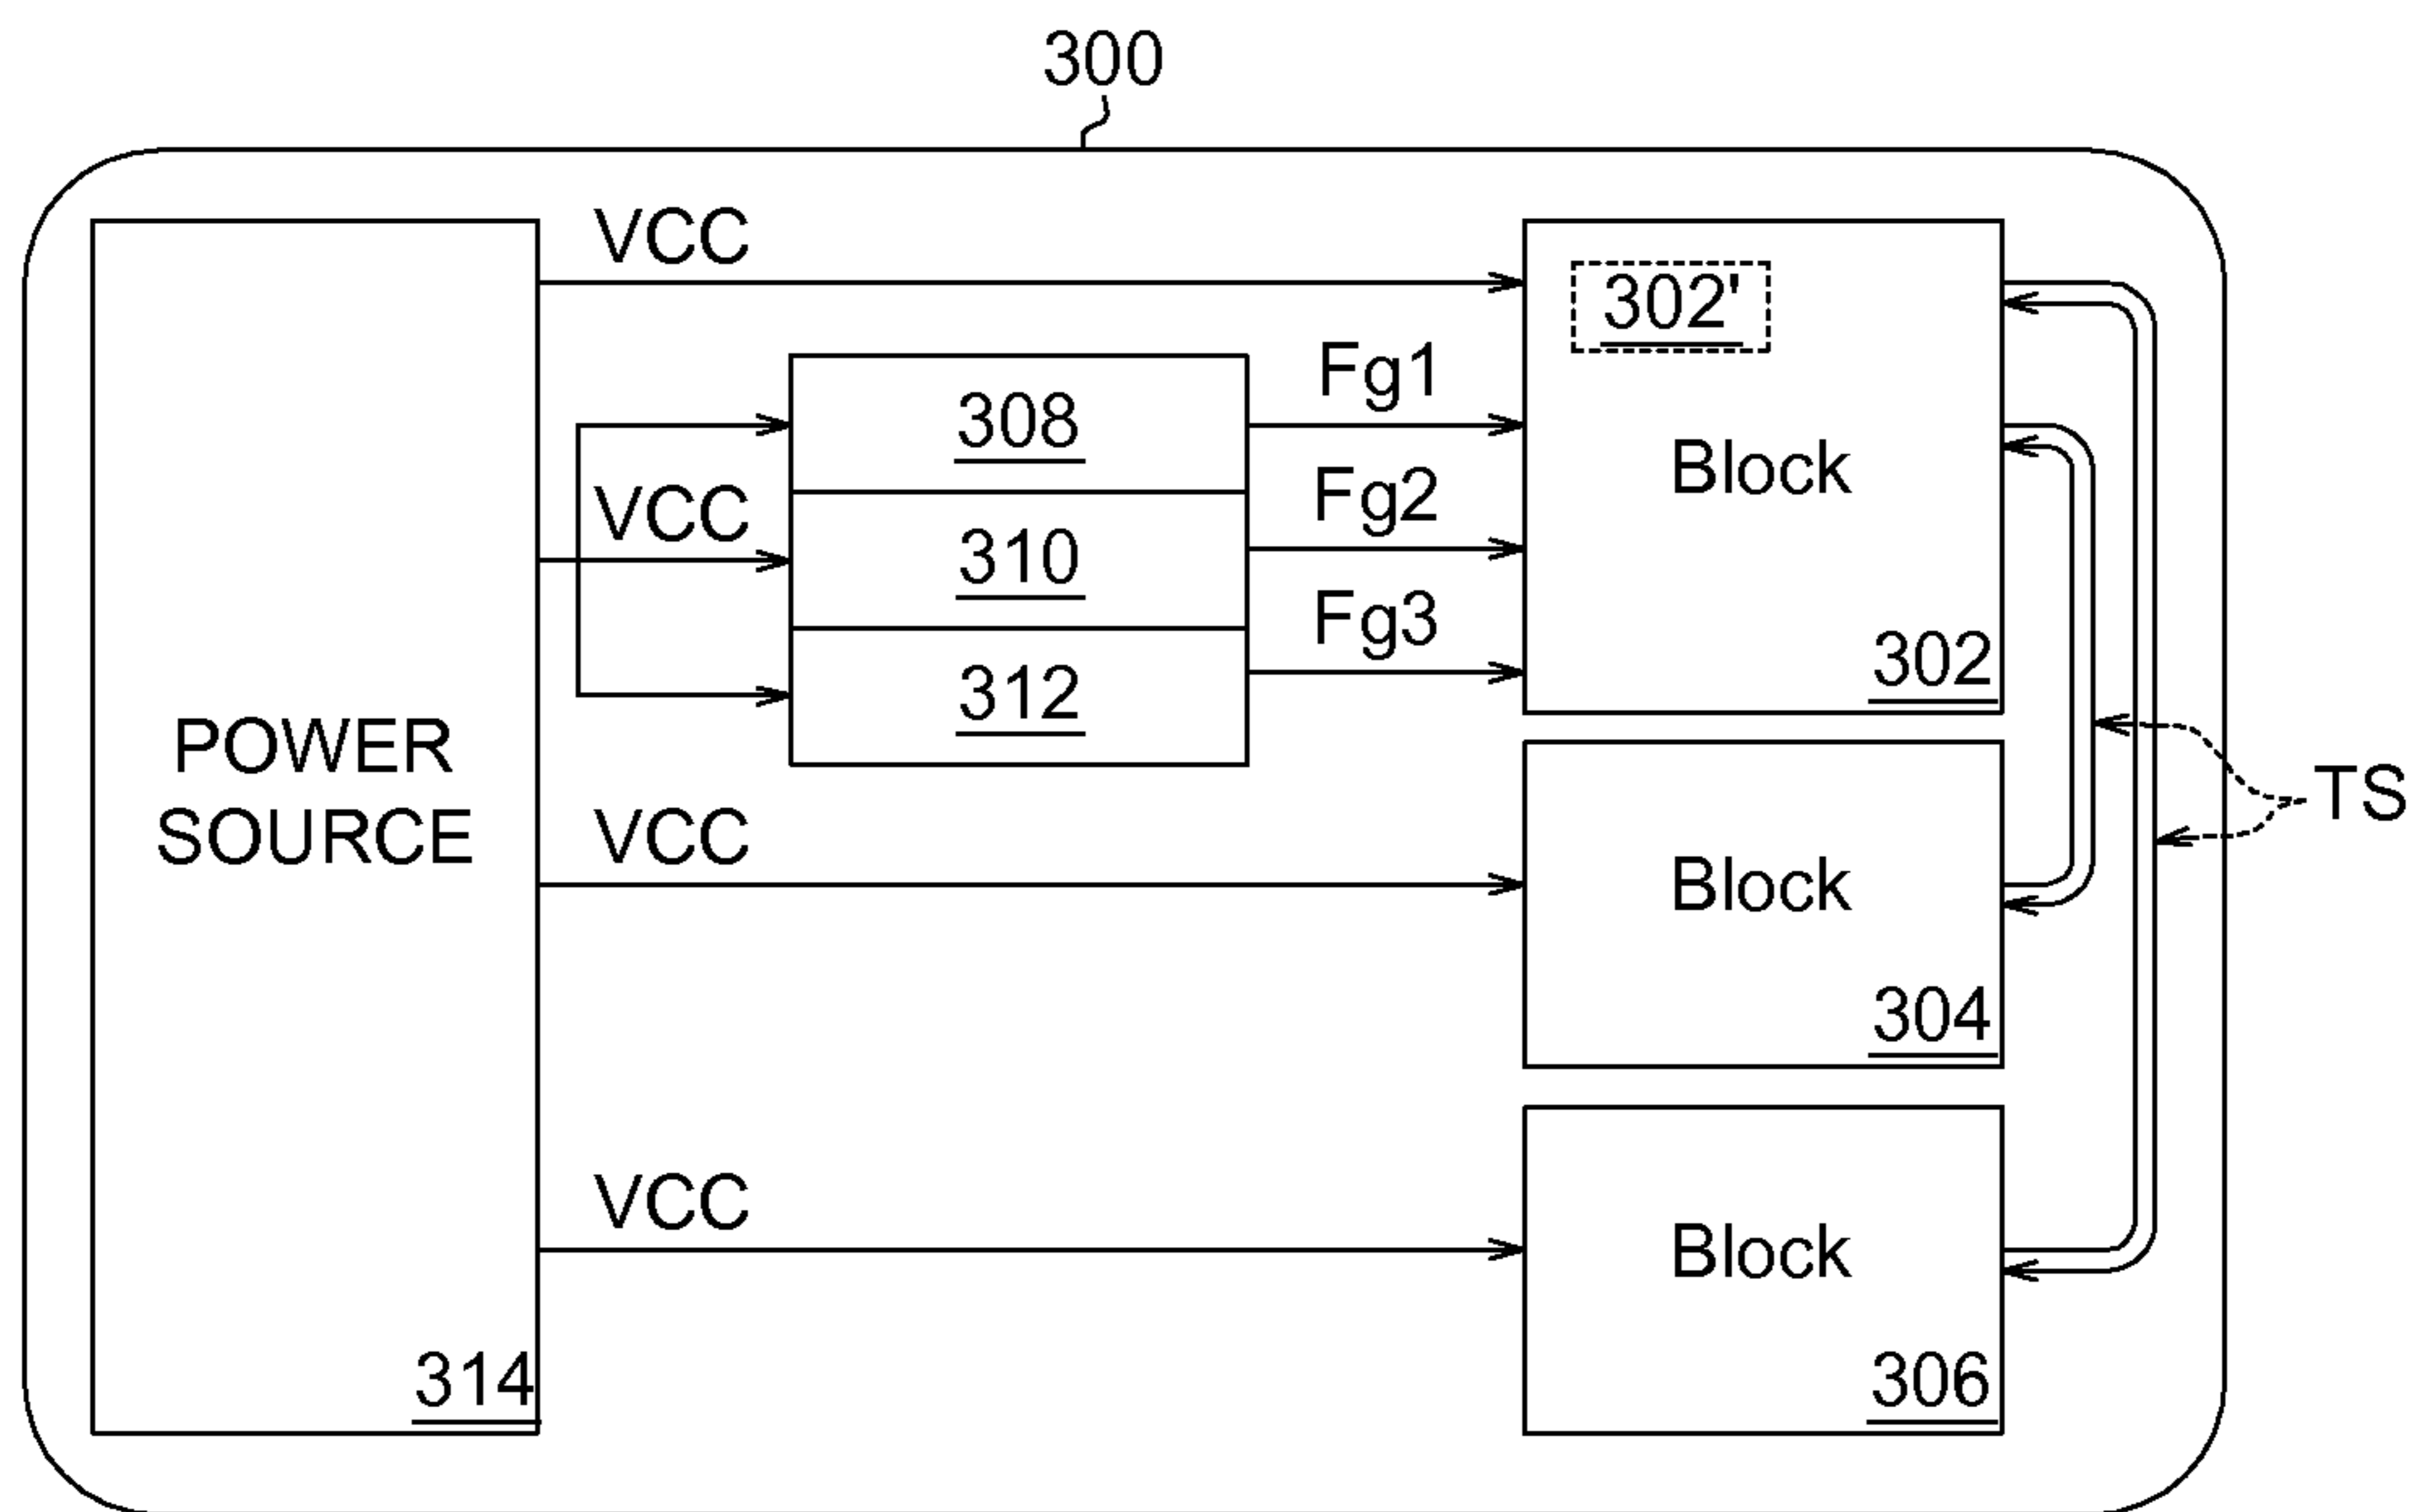 300
VCC
302'
Fg1
308
Block
VCC
Fg2
310
Fg3
302
312
POWER
SOURCE
TS
VCC
Block
304
VCC
Block
314
306